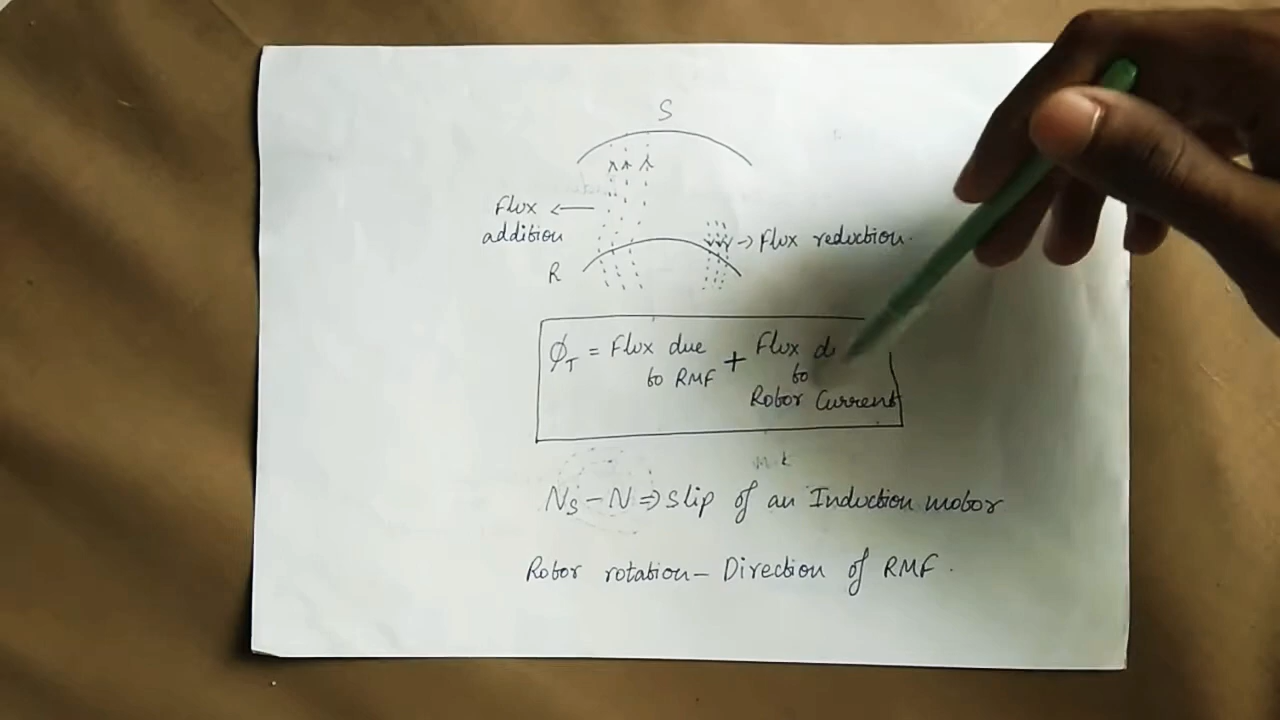 S
Flux ←
addition
→ Flux reduction.
R
ΦT = Flux due + Flux d
to RMF to
Rotor Current
NS – N ⇒ slip of an Induction motor
Rotor rotation – Direction of RMF.